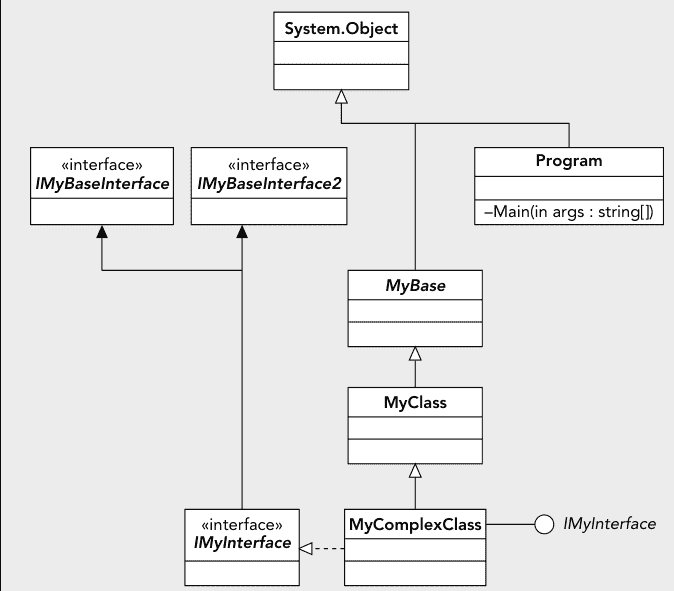 System.Object
«interface»
IMyBaseInterface
«interface»
IMyBaseInterface2
Program
–Main(in args : string[])
MyBase
MyClass
«interface»
IMyInterface
MyComplexClass
IMyInterface